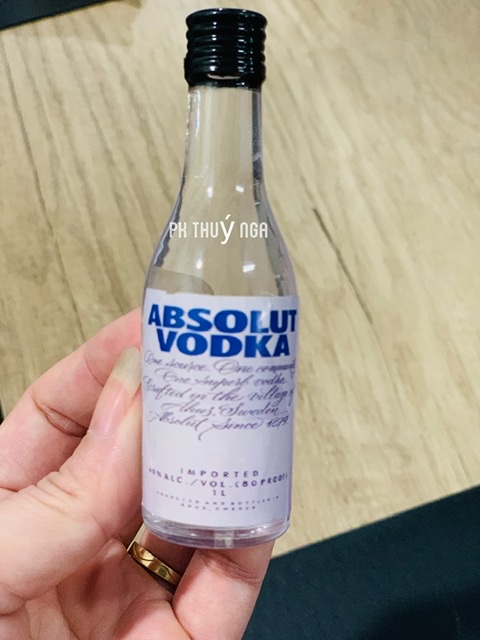 PK THUÝ NGA
ABSOLUT
VODKA
One source. One commun
One superb vodka.
Crafted in the village of
Åhus, Sweden.
Absolut Since 1879.
IMPORTED
40% ALC./VOL.(80 PROOF)
1L